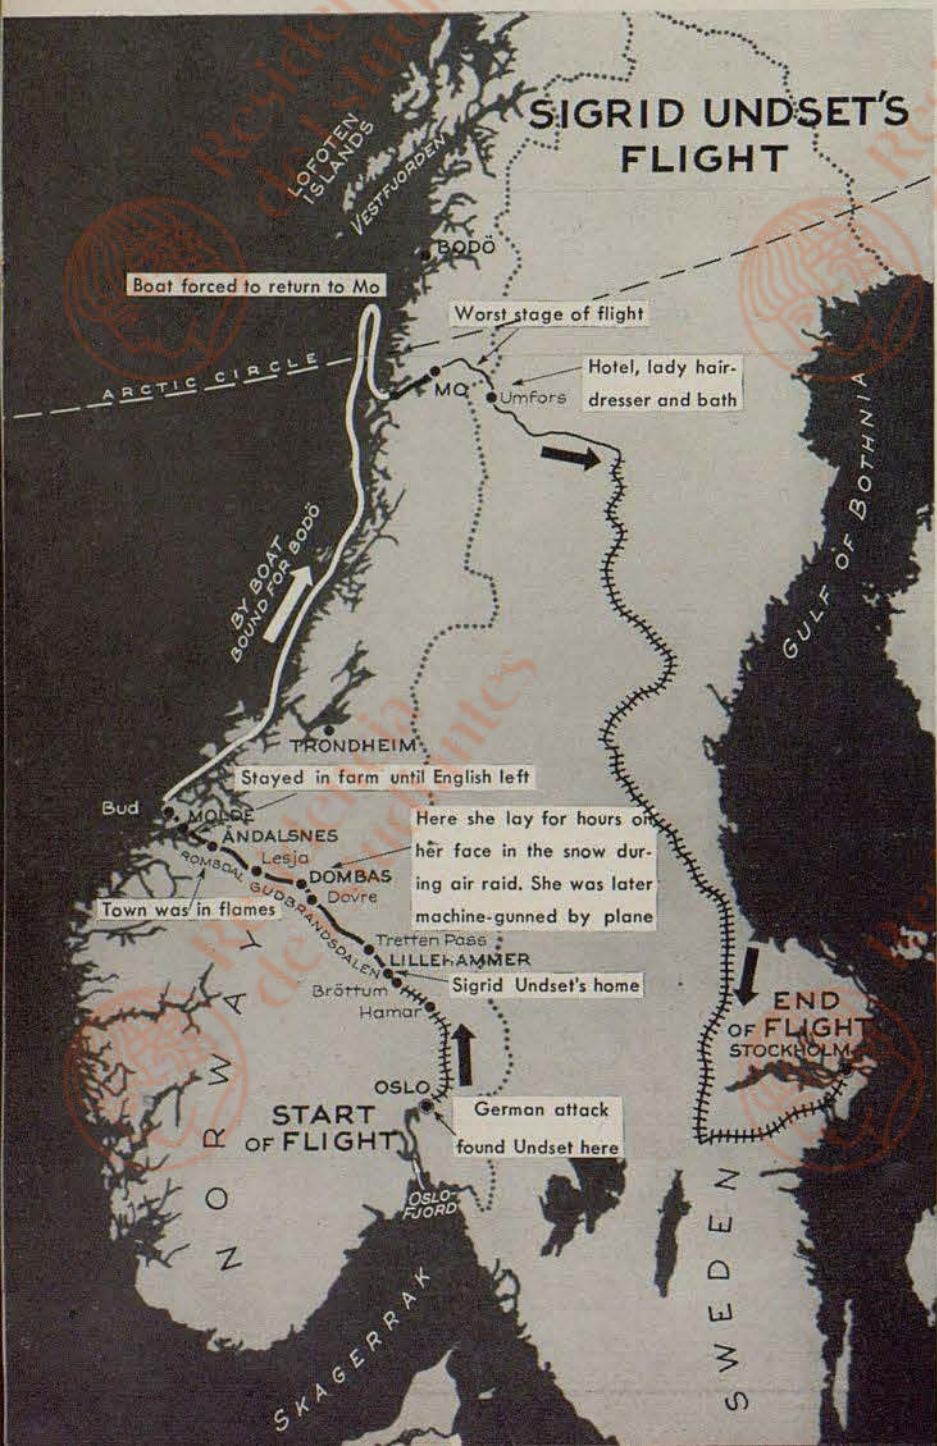 SIGRID UNDSET'S
FLIGHT
LOFOTEN
ISLANDS
VESTFJORDEN
BODÖ
Boat forced to return to Mo
Worst stage of flight
ARCTIC CIRCLE
MO
Umfors
Hotel, lady hair-
dresser and bath
GULF OF BOTHNIA
BY BOAT
BOUND FOR BODÖ
TRONDHEIM
Stayed in farm until English left
Bud
MOLDE
ÅNDALSNES
Here she lay for hours on
her face in the snow dur-
ing air raid. She was later
machine-gunned by plane
ROMSDAL
Lesja
DOMBAS
Dovre
GUDBRANDSDALEN
Town was in flames
Tretten Pass
LILLEHAMMER
Sigrid Undset's home
Bröttum
Hamar
END
OF FLIGHT
STOCKHOLM
OSLO
START
OF FLIGHT
German attack
found Undset here
OSLO-
FJORD
NORWAY
SWEDEN
SKAGERRAK
Residencia
de Estudiantes